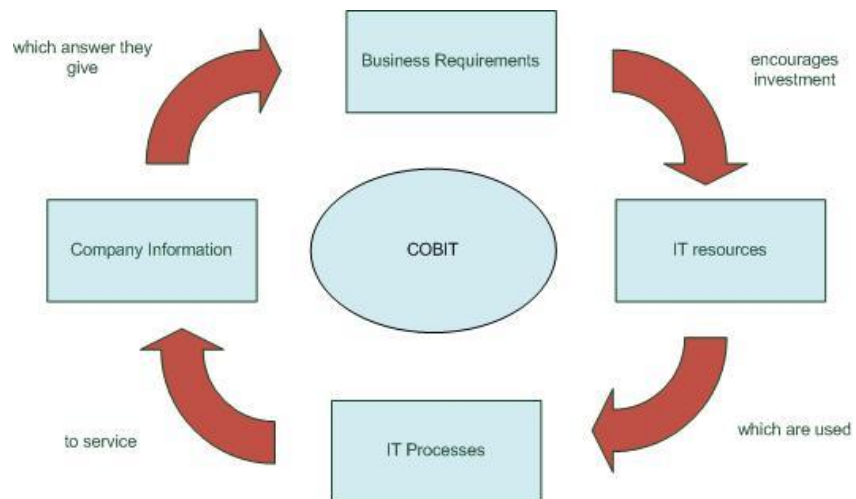 which answer they
give
Business Requirements
encourages
investment
Company Information
COBIT
IT resources
to service
IT Processes
which are used